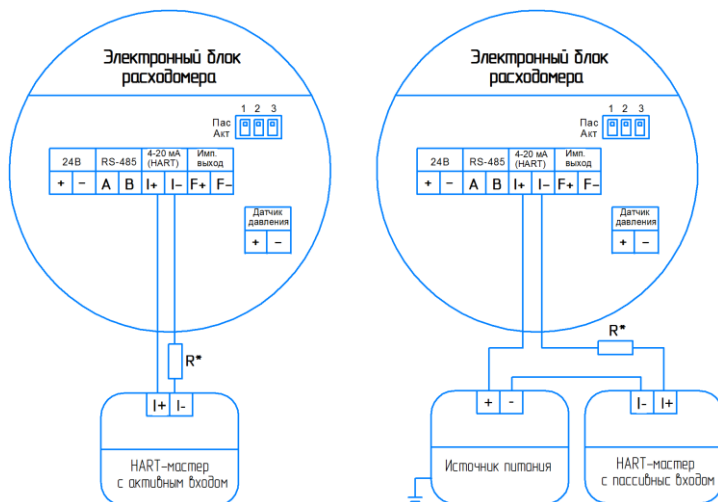 Электронный блок
расходомера
1 2 3
Пас
Акт
24В RS-485 4-20 мА (HART) Имп. выход
+ - A B I+ I- F+ F-
Датчик
давления
+ -
R*
I+ I-
HART-мастер
с активным входом
Электронный блок
расходомера
1 2 3
Пас
Акт
24В RS-485 4-20 мА (HART) Имп. выход
+ - A B I+ I- F+ F-
Датчик
давления
+ -
R*
+ -
I- I+
Источник питания
HART-мастер
с пассивныс входом